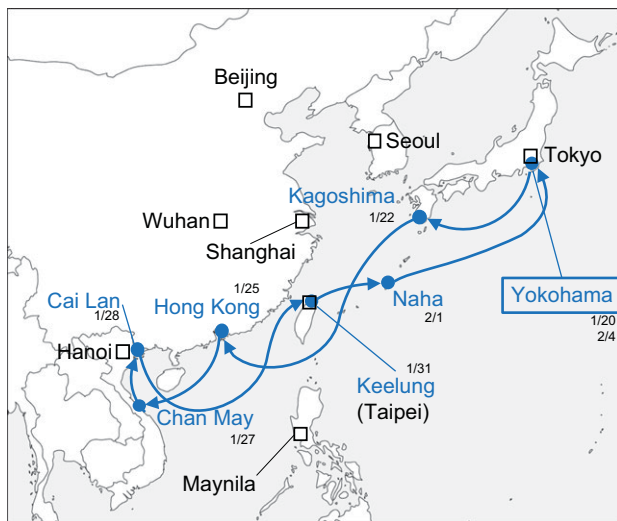 Beijing
Seoul
Tokyo
Kagoshima
1/22
Wuhan
Shanghai
1/25
Hong Kong
Cai Lan
1/28
Naha
2/1
Yokohama
1/20
2/4
Hanoi
1/31
Keelung
(Taipei)
Chan May
1/27
Maynila